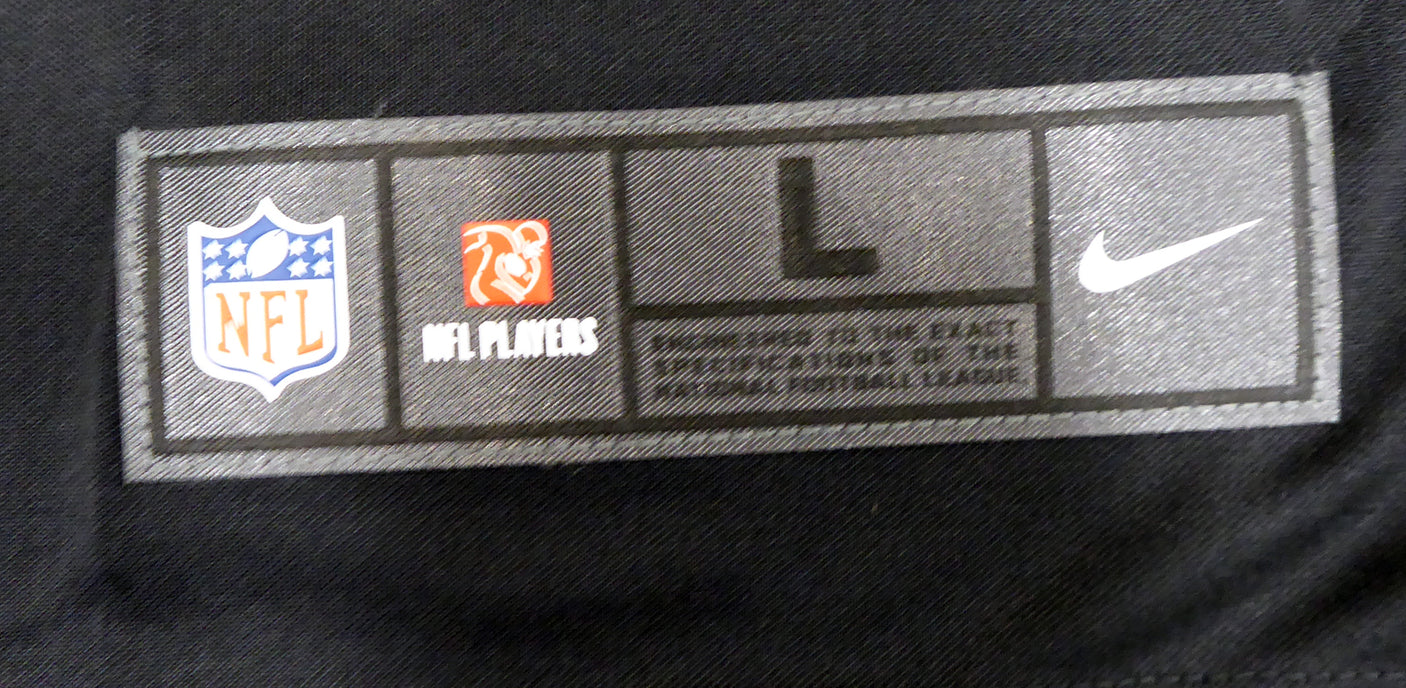 NFL
NFL PLAYERS
L
ENGINEERED TO THE EXACT
SPECIFICATIONS OF THE
NATIONAL FOOTBALL LEAGUE.